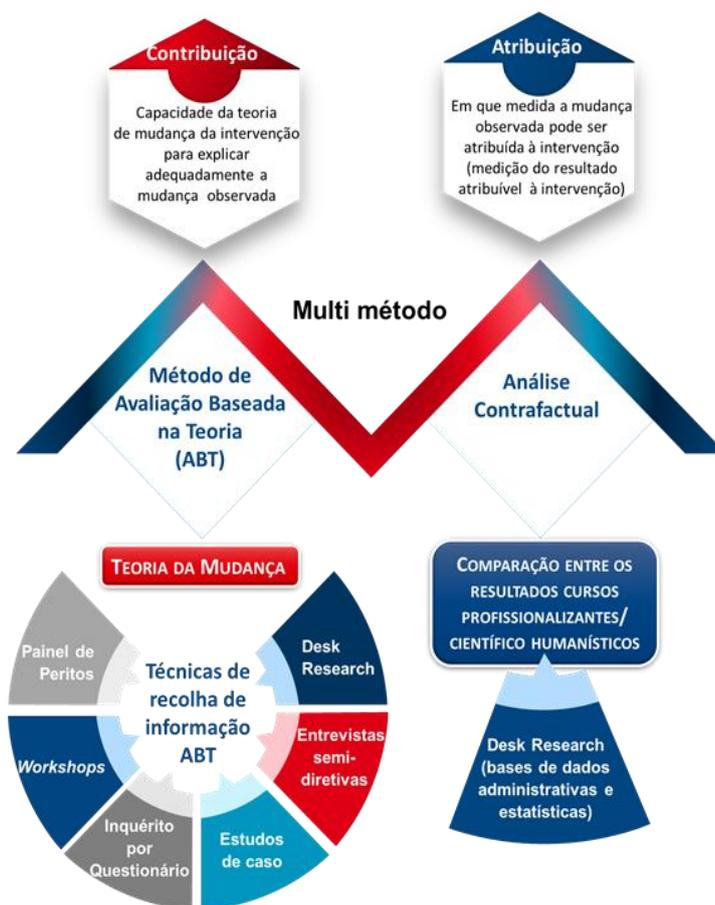 Contribuição
Capacidade da teoria
de mudança da intervenção
para explicar
adequadamente a
mudança observada
Atribuição
Em que medida a mudança
observada pode ser
atribuída à intervenção
(medição do resultado
atribuível à intervenção)
Multi método
Método de
Avaliação Baseada
na Teoria
(ABT)
Análise
Contrafactual
TEORIA DA MUDANÇA
Painel de
Peritos
Workshops
Inquérito
por
Questionário
Estudos
de caso
Entrevistas
semi-
diretivas
Desk
Research
Técnicas de
recolha de
informação
ABT
COMPARAÇÃO ENTRE OS
RESULTADOS CURSOS
PROFISSIONALIZANTES/
CIENTÍFICO HUMANÍSTICOS
Desk Research
(bases de dados
administrativas e
estatísticas)